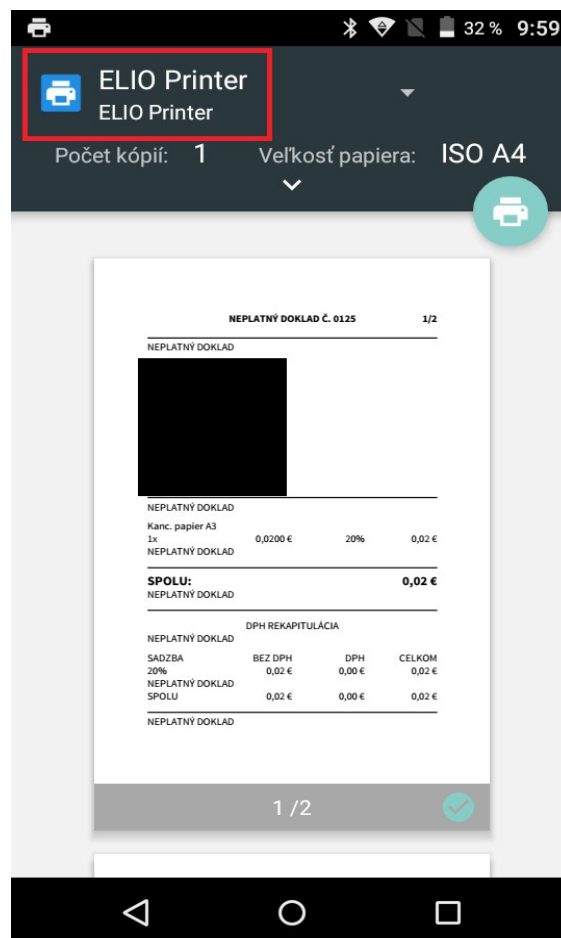 32 % 9:59
ELIO Printer
ELIO Printer
Počet kópií: 1 Veľkosť papiera: ISO A4
NEPLATNÝ DOKLAD Č. 0125 1/2
NEPLATNÝ DOKLAD
NEPLATNÝ DOKLAD
Kanc. papier A3
1x 0,0200 € 20% 0,02 €
NEPLATNÝ DOKLAD
SPOLU: 0,02 €
NEPLATNÝ DOKLAD
DPH REKAPITULÁCIA
NEPLATNÝ DOKLAD
SADZBA BEZ DPH DPH CELKOM
20% 0,02 € 0,00 € 0,02 €
NEPLATNÝ DOKLAD
SPOLU 0,02 € 0,00 € 0,02 €
NEPLATNÝ DOKLAD
1 /2